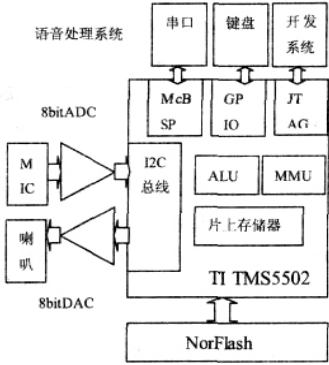 语音处理系统
串口
键盘
开发
系统
8bitADC
McB
SP
GP
IO
JT
AG
M
IC
I2C
总线
ALU
MMU
喇
叭
片上存储器
8bitDAC
TI TMS5502
NorFlash